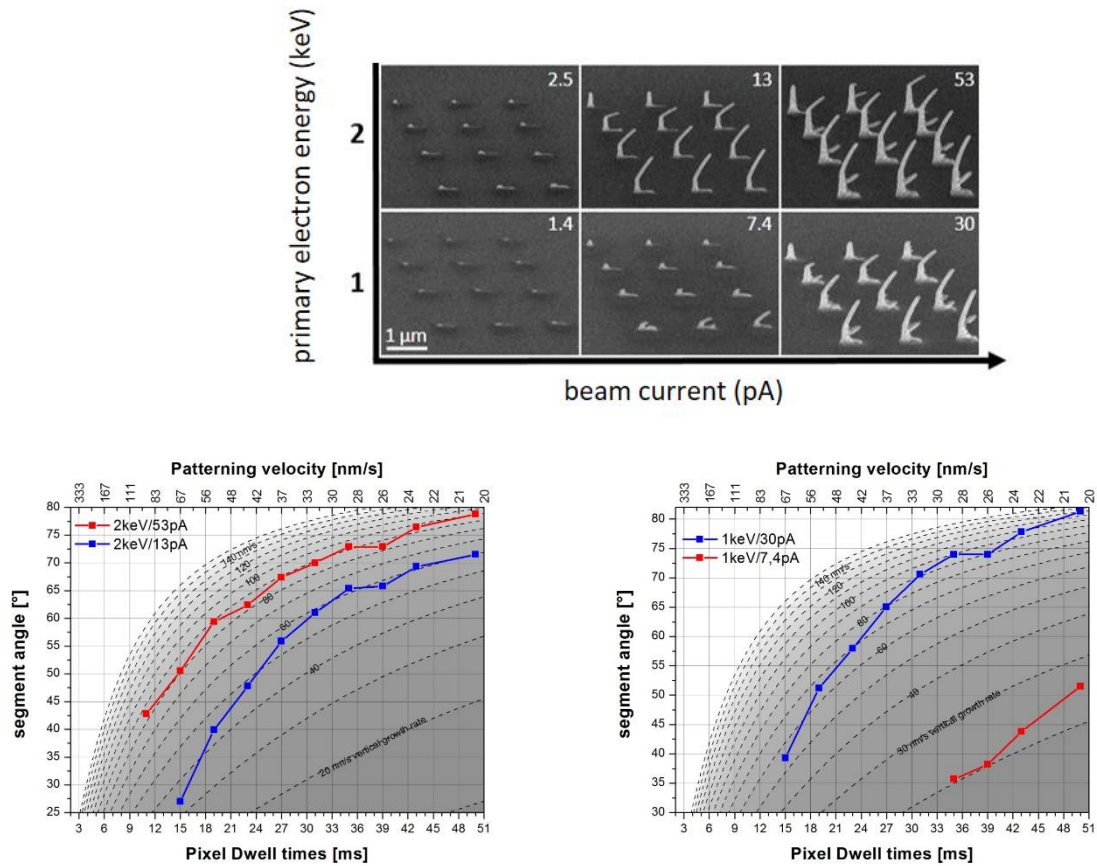 primary electron energy (keV)
2
1
2.5
13
53
1.4
7.4
30
1 µm
beam current (pA)
Patterning velocity [nm/s]
333 167 111 83 67 56 48 42 37 33 30 28 26 24 22 21 20
2keV/53pA
2keV/13pA
140 nm/s
120
100
80
60
40
20 nm/s vertical growth rate
segment angle [°]
80
75
70
65
60
55
50
45
40
35
30
25
3 6 9 12 15 18 21 24 27 30 33 36 39 42 45 48 51
Pixel Dwell times [ms]
Patterning velocity [nm/s]
333 167 111 83 67 56 48 42 37 33 30 28 26 24 22 21 20
1keV/30pA
1keV/7,4pA
140 nm/s
120
100
80
60
40
30 nm/s vertical growth rate
segment angle [°]
80
75
70
65
60
55
50
45
40
35
30
3 6 9 12 15 18 21 24 27 30 33 36 39 42 45 48 51
Pixel Dwell times [ms]